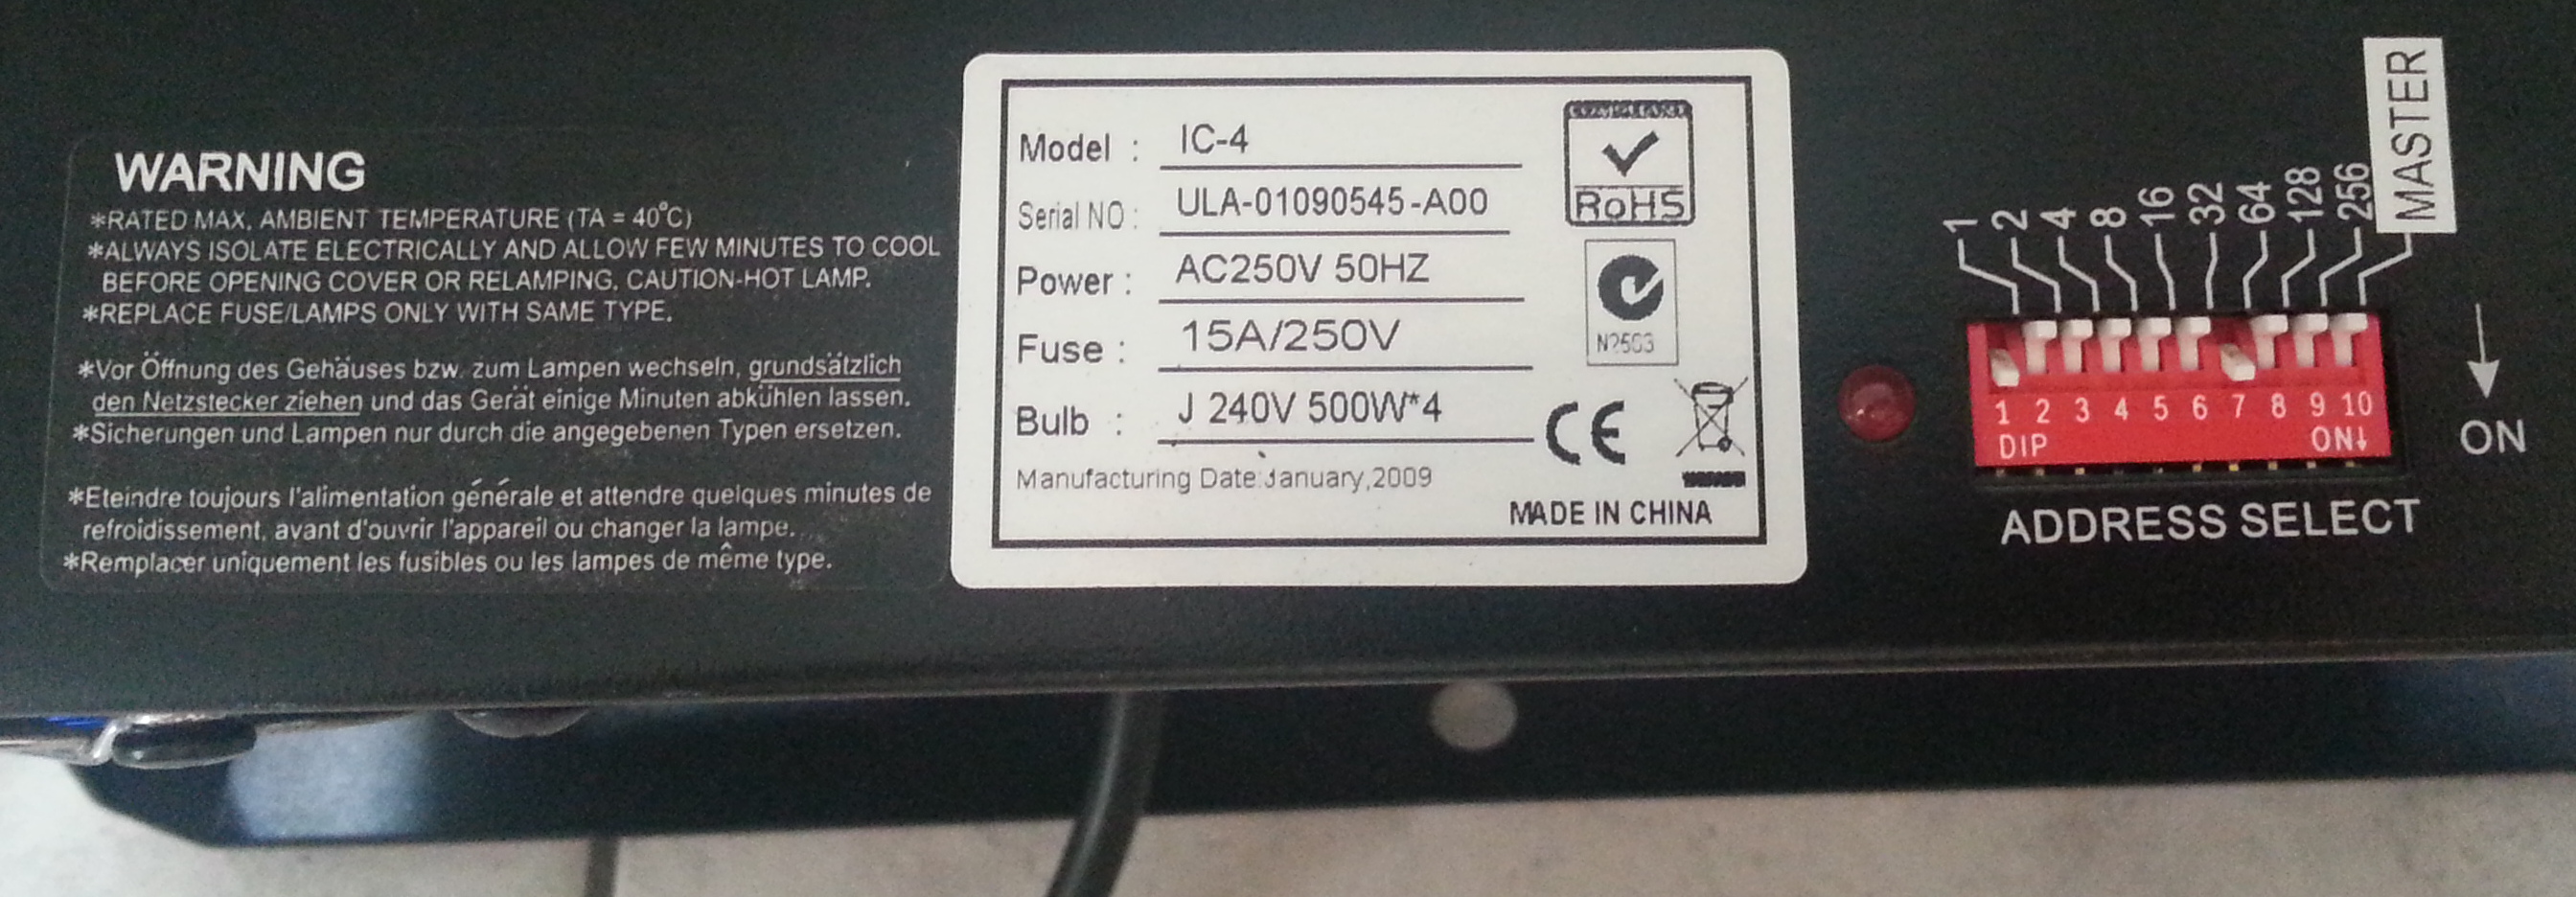 WARNING
*RATED MAX. AMBIENT TEMPERATURE (TA = 40°C)
*ALWAYS ISOLATE ELECTRICALLY AND ALLOW FEW MINUTES TO COOL
BEFORE OPENING COVER OR RELAMPING. CAUTION-HOT LAMP.
*REPLACE FUSE/LAMPS ONLY WITH SAME TYPE.
*Vor Öffnung des Gehäuses bzw. zum Lampen wechseln, grundsätzlich
den Netzstecker ziehen und das Gerät einige Minuten abkühlen lassen.
*Sicherungen und Lampen nur durch die angegebenen Typen ersetzen.
*Eteindre toujours l'alimentation générale et attendre quelques minutes de
refroidissement, avant d'ouvrir l'appareil ou changer la lampe...
*Remplacer uniquement les fusibles ou les lampes de même type.
Model : IC-4
Serial NO : ULA-01090545-A00
Power : AC250V 50HZ
Fuse : 15A/250V
Bulb : J 240V 500W*4
Manufacturing Date:January,2009
MADE IN CHINA
COMPLIANT
RoHS
CE
1 2 4 8 16 32 64 128 256 MASTER
1 2 3 4 5 6 7 8 9 10
DIP ON↓
ON
ADDRESS SELECT